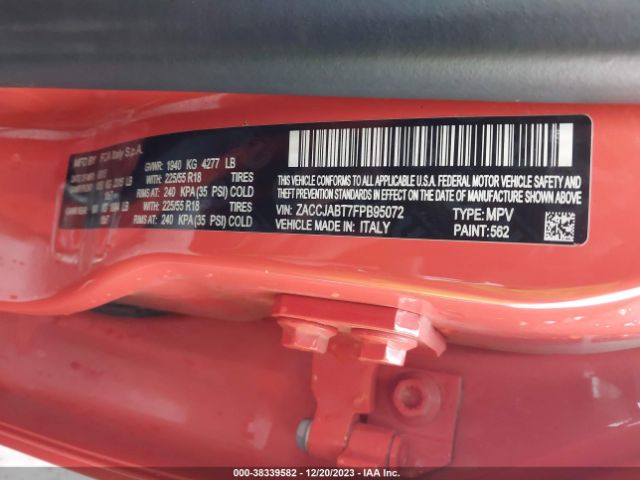 MFD BY: FCA Italy S.p.A.
GVWR: 1940 KG 4277 LB
WITH: 225/55 R18 TIRES
RIMS AT: 240 KPA(35 PSI) COLD
WITH: 225/55 R18 TIRES
RIMS AT: 240 KPA(35 PSI) COLD
THIS VEHICLE CONFORMS TO ALL APPLICABLE U.S.A. FEDERAL MOTOR VEHICLE SAFETY,
BUMPER, AND THEFT PREVENTION STANDARDS IN EFFECT ON THE DATE OF MANUFACTURE SHOWN ABOVE.
VIN: ZACCJABT7FPB95072 TYPE: MPV
VEHICLE MADE IN: ITALY PAINT: 562
000-38339582 - 12/20/2023 - IAA Inc.